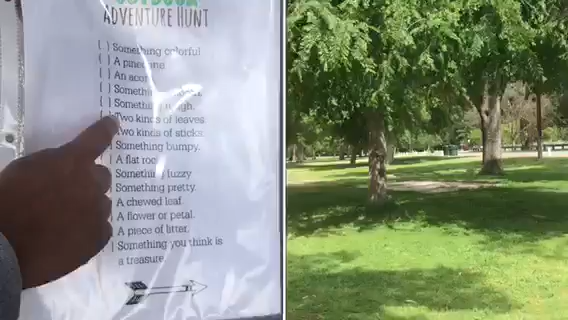 OUTDOOR
ADVENTURE HUNT
[ ] Something colorful
[ ] A pinecone
[ ] An acorn
[ ] Something
[ ] Something rough.
[ ] Two kinds of leaves.
Two kinds of sticks.
Something bumpy.
A flat rock
Something fuzzy
Something pretty.
A chewed leaf.
A flower or petal.
A piece of litter.
] Something you think is
a treasure.